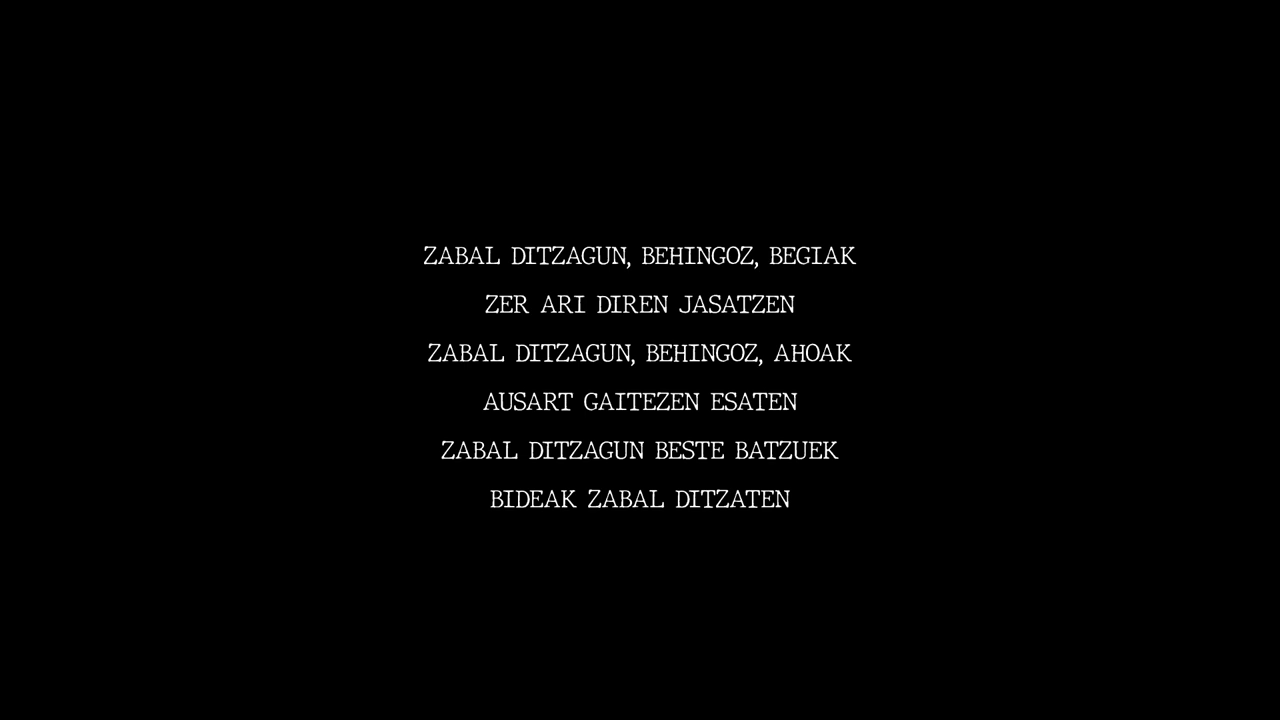 ZABAL DITZAGUN, BEHINGOZ, BEGIAK
ZER ARI DIREN JASATZEN
ZABAL DITZAGUN, BEHINGOZ, AHOAK
AUSART GAITEZEN ESATEN
ZABAL DITZAGUN BESTE BATZUEK
BIDEAK ZABAL DITZATEN